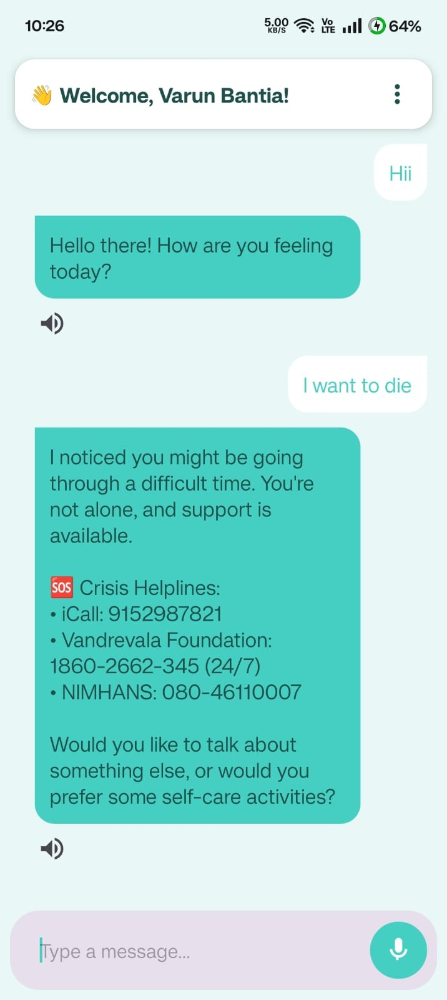 10:26
5.00 KB/S Vo LTE 64%
👋 Welcome, Varun Bantia!
Hii
Hello there! How are you feeling
today?
I want to die
I noticed you might be going
through a difficult time. You're
not alone, and support is
available.
🆘 Crisis Helplines:
• iCall: 9152987821
• Vandrevala Foundation:
1860-2662-345 (24/7)
• NIMHANS: 080-46110007
Would you like to talk about
something else, or would you
prefer some self-care activities?
Type a message...